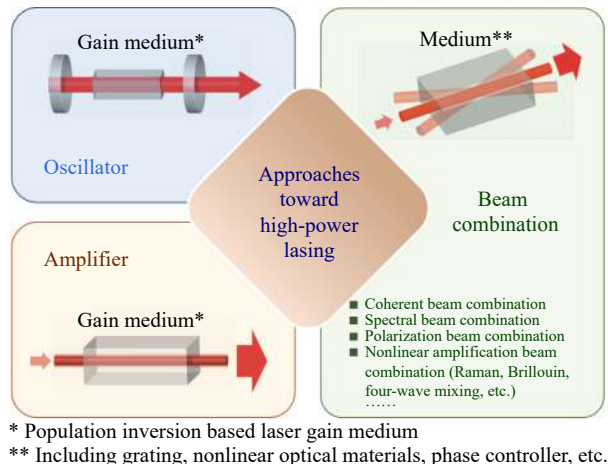 Gain medium*
Oscillator
Medium**
Approaches
toward
high-power
lasing
Beam
combination
Amplifier
Gain medium*
■ Coherent beam combination
■ Spectral beam combination
■ Polarization beam combination
■ Nonlinear amplification beam
combination (Raman, Brillouin,
four-wave mixing, etc.)
……
* Population inversion based laser gain medium
** Including grating, nonlinear optical materials, phase controller, etc.